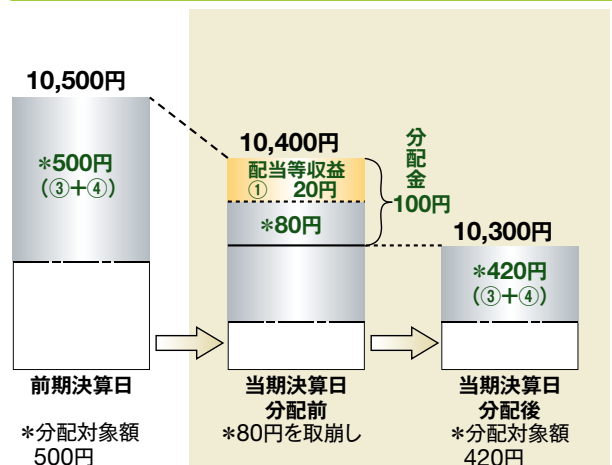 10,500円
*500円
(③+④)
前期決算日
*分配対象額
500円
10,400円
配当等収益
① 20円
*80円
分配金
100円
当期決算日
分配前
*80円を取崩し
10,300円
*420円
(③+④)
当期決算日
分配後
*分配対象額
420円